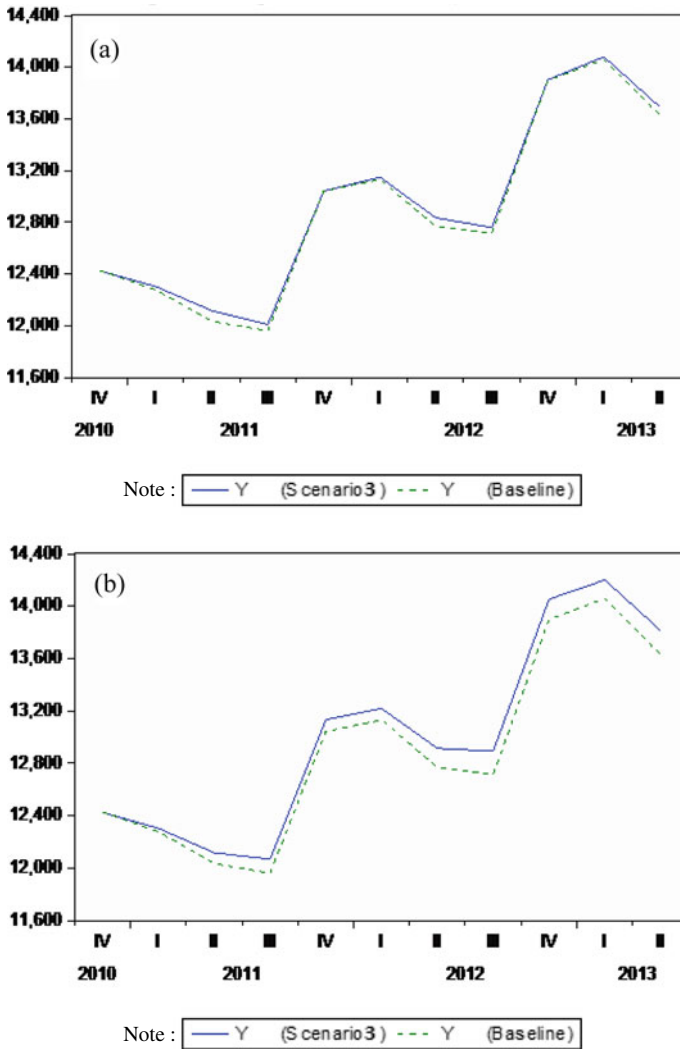 14,400
(a)
14,000
13,600
13,200
12,800
12,400
12,000
11,600
IV I II III IV I II III IV I II
2010 2011 2012 2013
Note : Y (Scenario3) Y (Baseline)
14,400
(b)
14,000
13,600
13,200
12,800
12,400
12,000
11,600
IV I II III IV I II III IV I II
2010 2011 2012 2013
Note : Y (Scenario3) Y (Baseline)